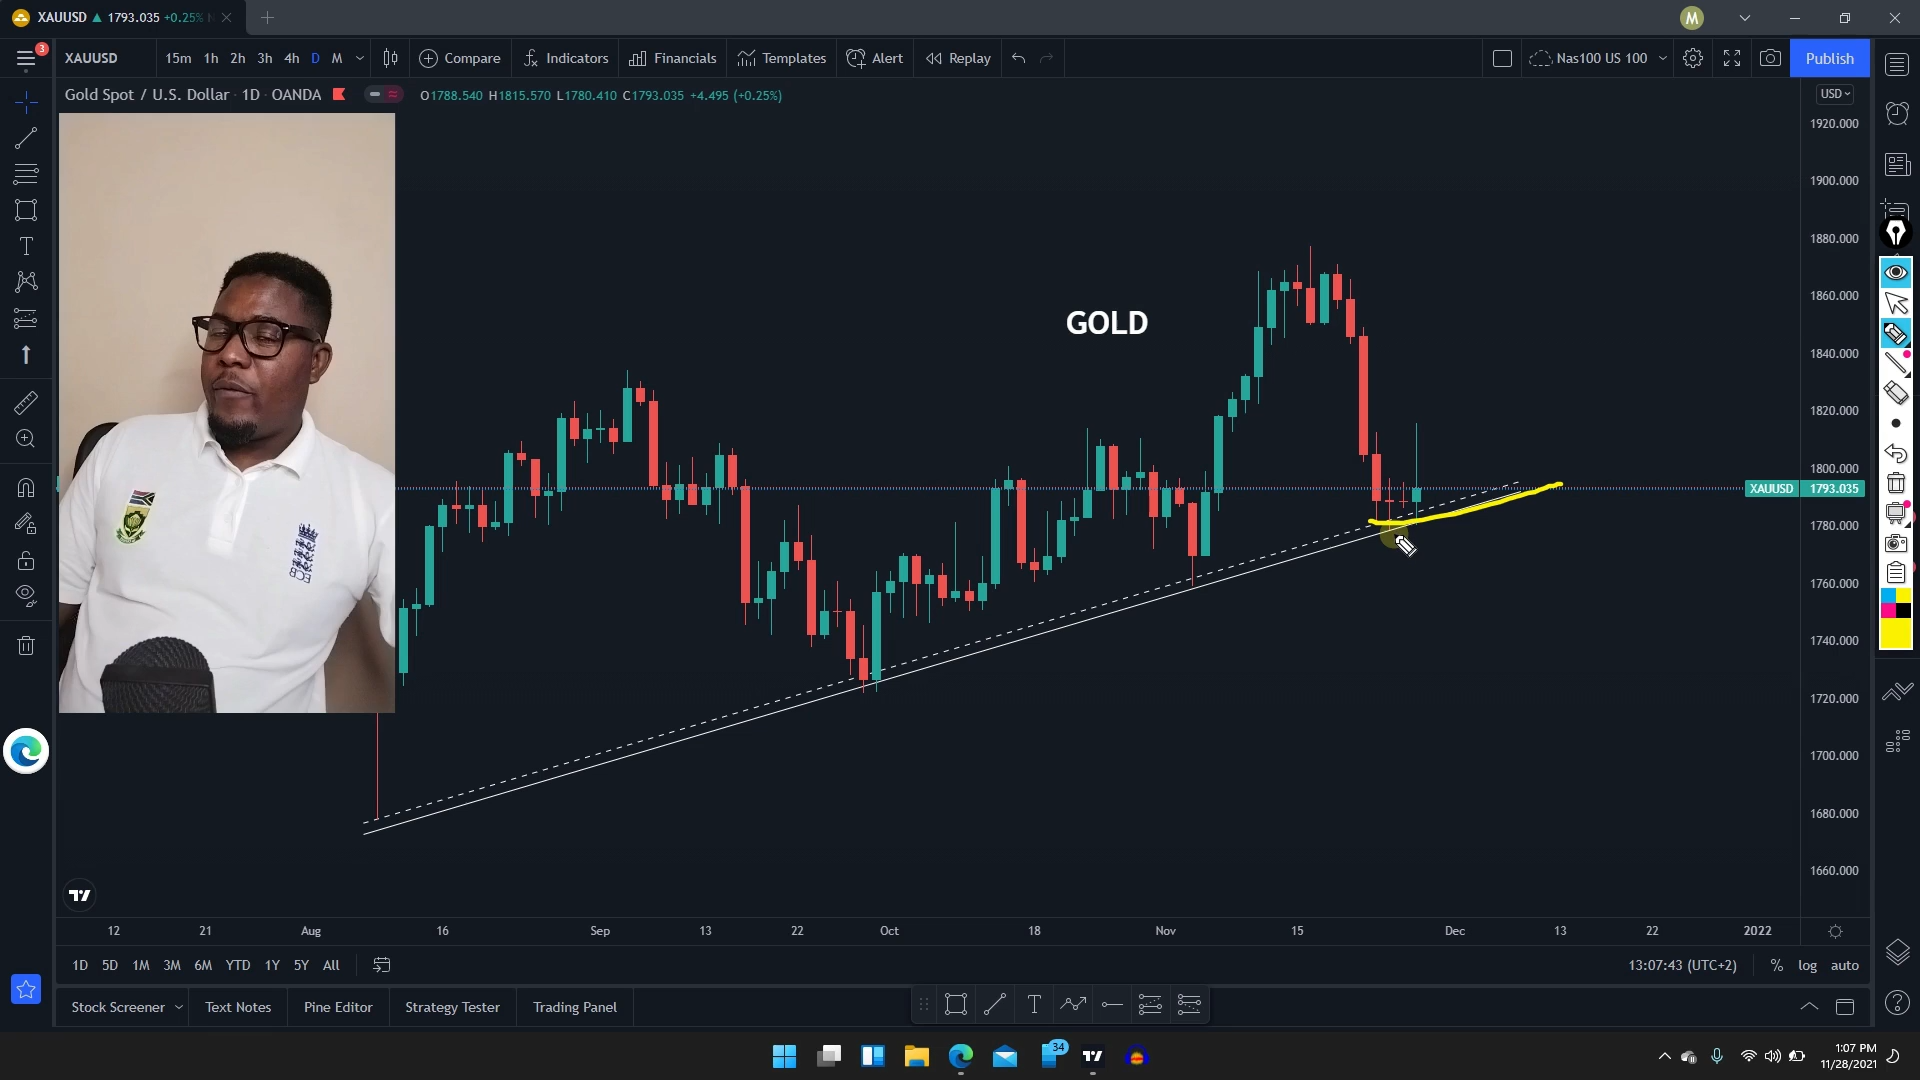 XAUUSD ▲ 1793.035 +0.25%
M
3
XAUUSD 15m 1h 2h 3h 4h D M Compare Indicators Financials Templates Alert Replay Nas100 US 100 Publish
Gold Spot / U.S. Dollar · 1D · OANDA O1788.540 H1815.570 L1780.410 C1793.035 +4.495 (+0.25%)
USD
1920.000
1900.000
1880.000
1860.000
GOLD
1840.000
1820.000
1800.000
XAUUSD 1793.035
1780.000
1760.000
1740.000
1720.000
1700.000
1680.000
1660.000
12 21 Aug 16 Sep 13 22 Oct 18 Nov 15 Dec 13 22 2022
1D 5D 1M 3M 6M YTD 1Y 5Y All 13:07:43 (UTC+2) % log auto
Stock Screener Text Notes Pine Editor Strategy Tester Trading Panel
34
1:07 PM
11/28/2021